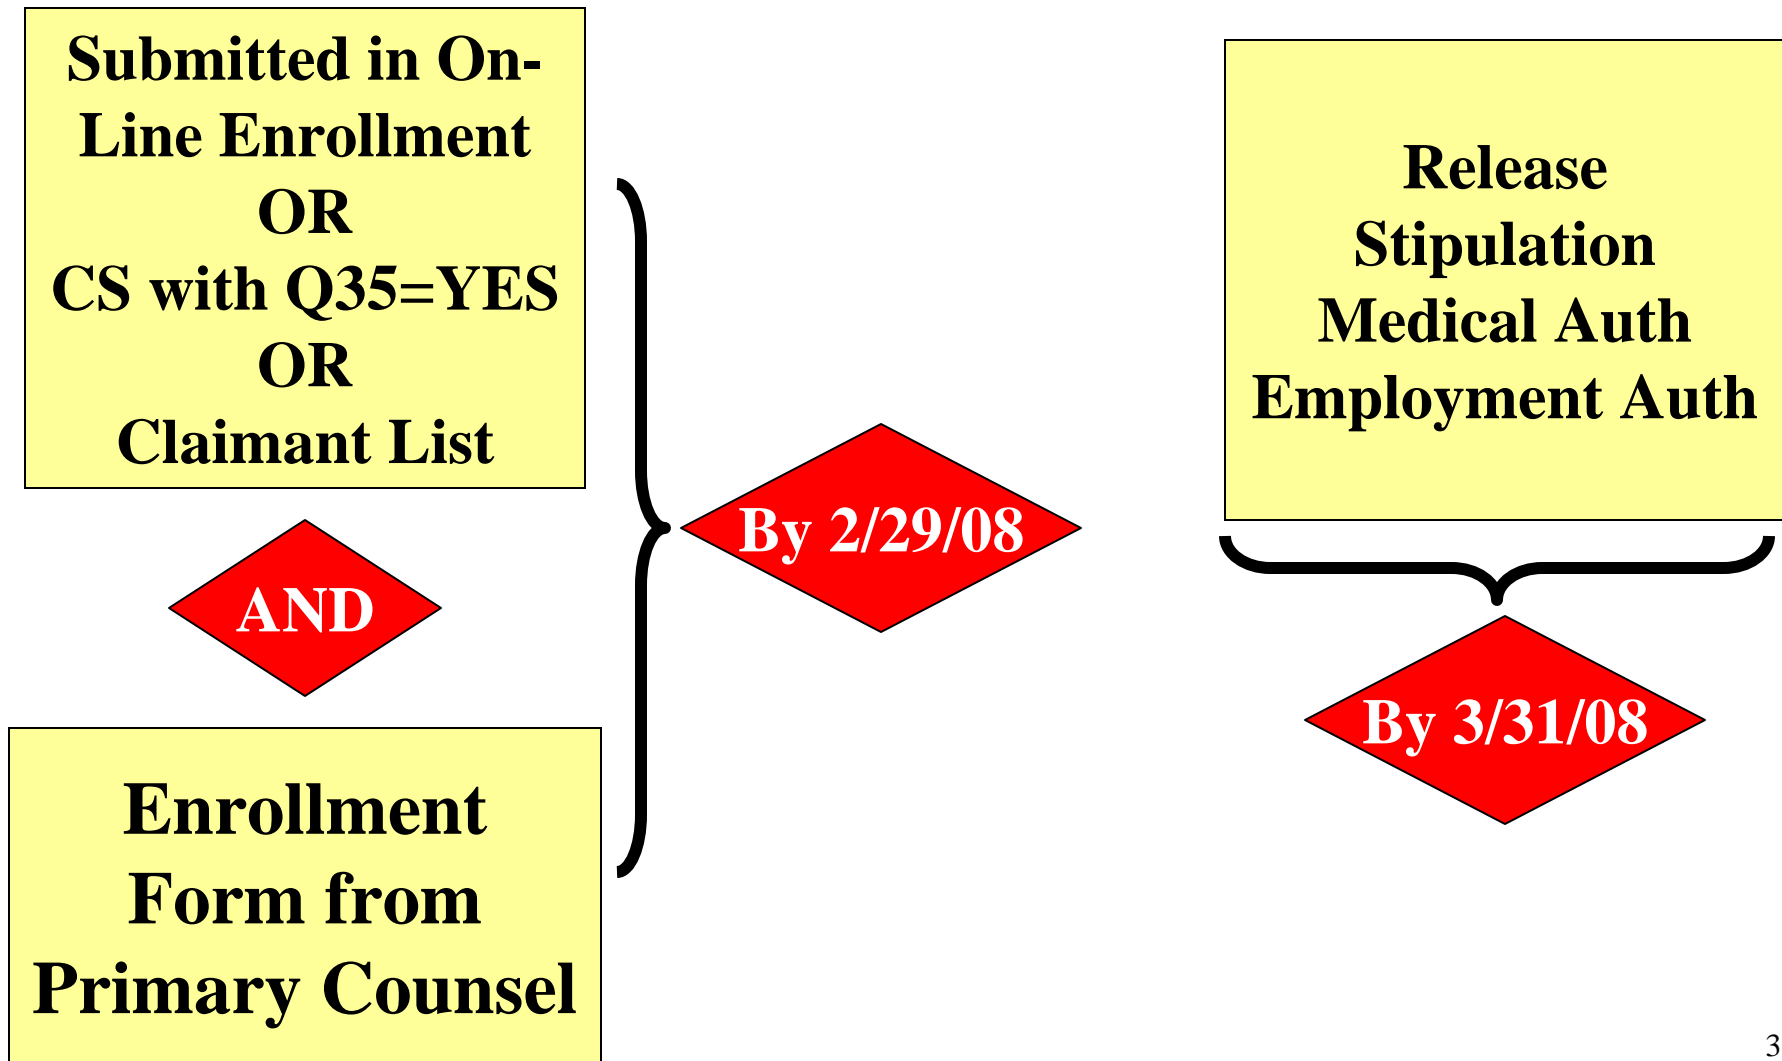 Submitted in On-
Line Enrollment
OR
CS with Q35=YES
OR
Claimant List
AND
Enrollment
Form from
Primary Counsel
By 2/29/08
Release
Stipulation
Medical Auth
Employment Auth
By 3/31/08
3